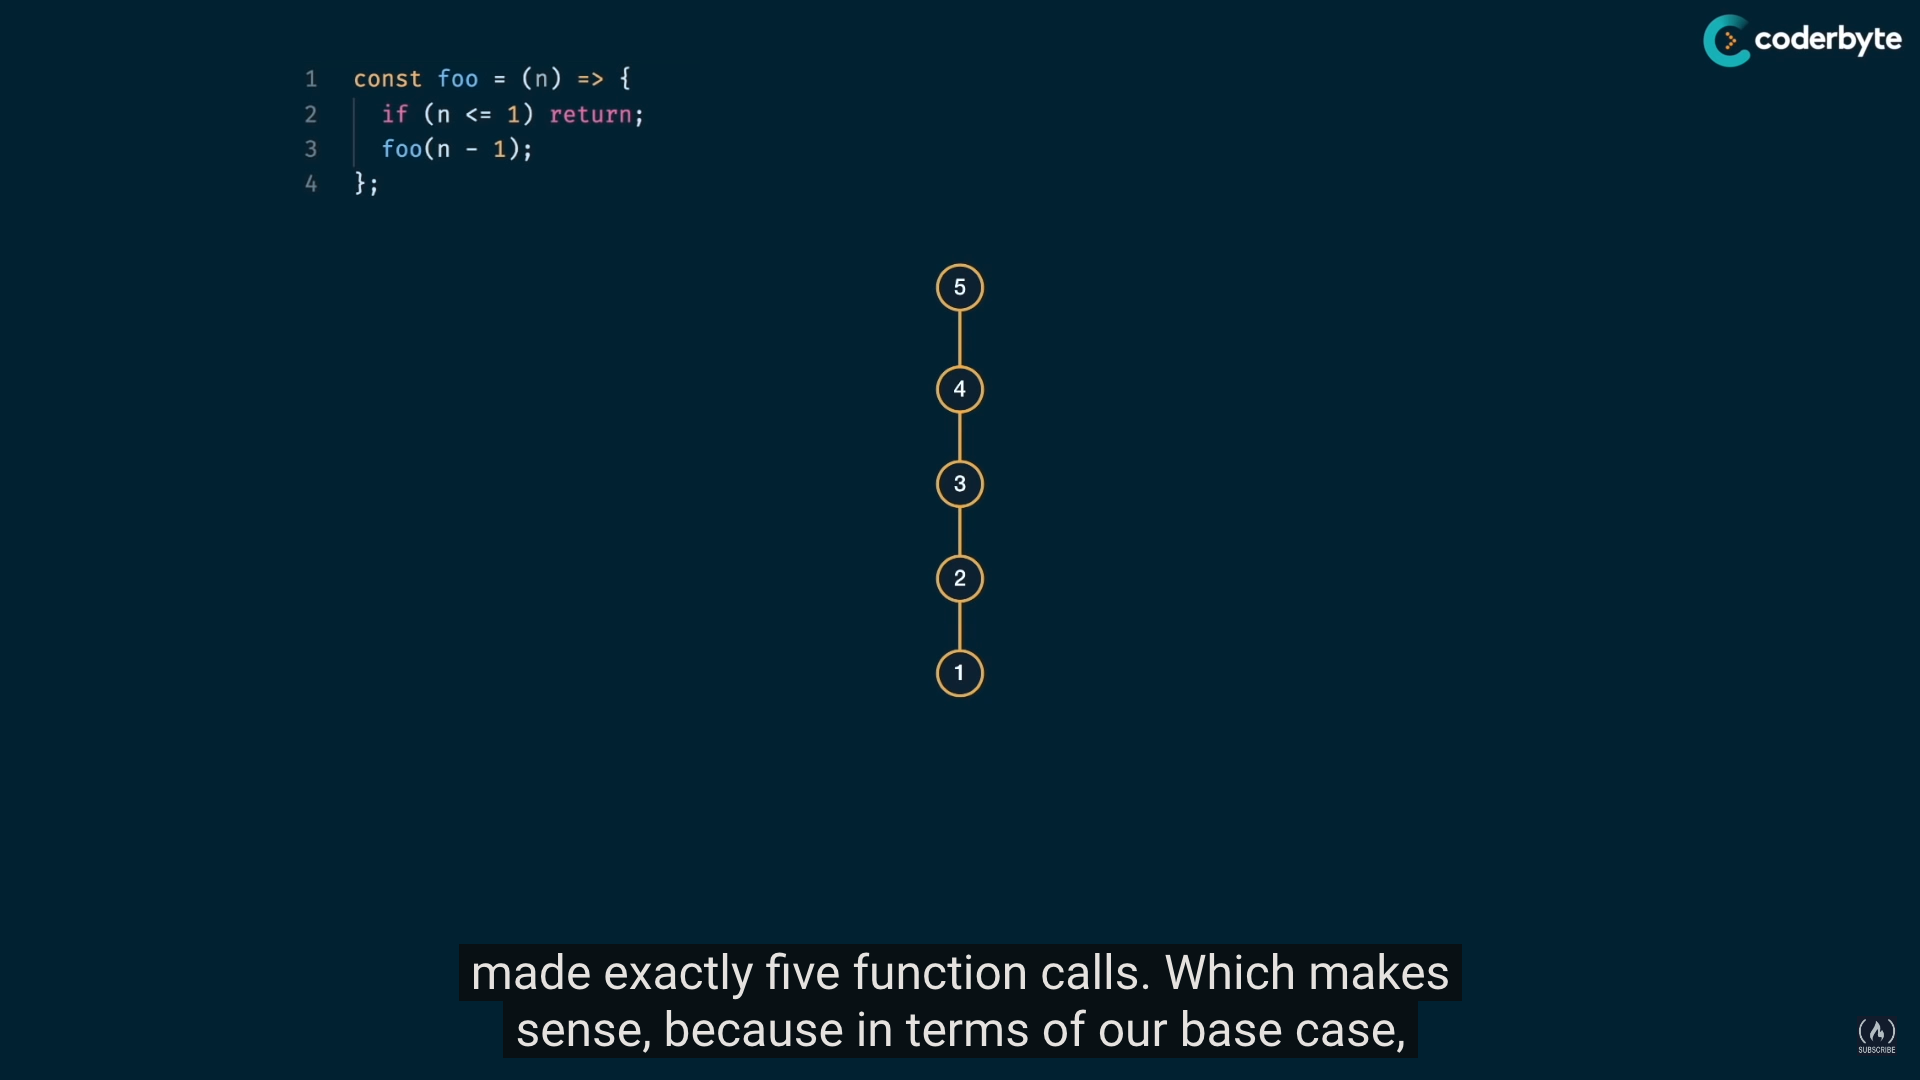 coderbyte
1 const foo = (n) => {
2 if (n <= 1) return;
3 foo(n - 1);
4 };
5
4
3
2
1
made exactly five function calls. Which makes
sense, because in terms of our base case,
SUBSCRIBE